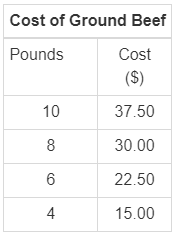 Cost of Ground Beef
Pounds Cost
($)
10 37.50
8 30.00
6 22.50
4 15.00